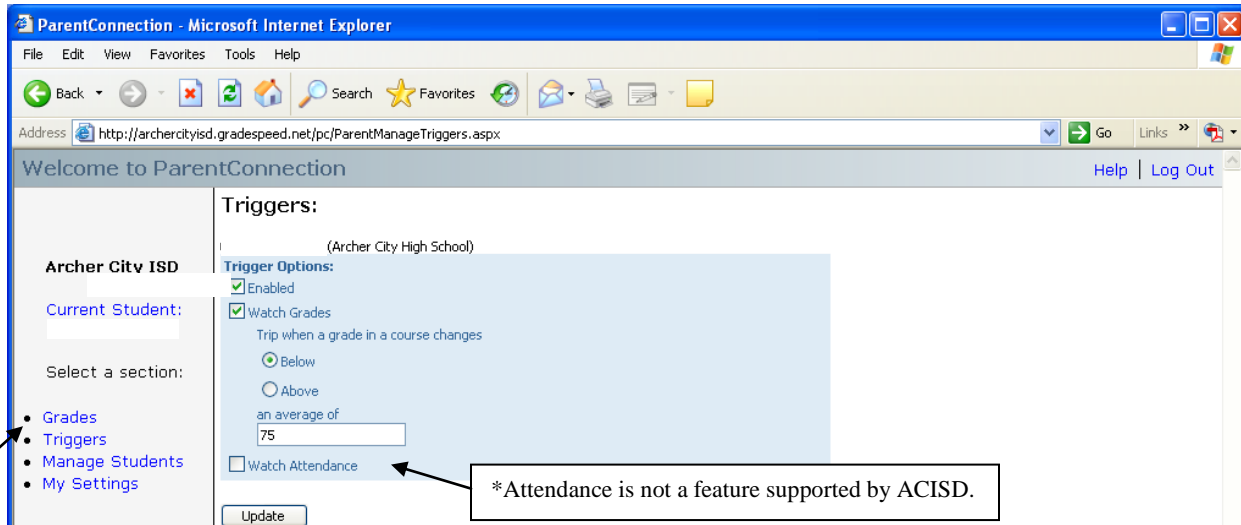 ParentConnection - Microsoft Internet Explorer
File Edit View Favorites Tools Help
Back Search Favorites
Address http://archercityisd.gradespeed.net/pc/ParentManageTriggers.aspx Go Links »
Welcome to ParentConnection Help | Log Out
Triggers:
(Archer City High School)
Archer City ISD
Trigger Options:
Enabled
Current Student:
Watch Grades
Trip when a grade in a course changes
Below
Select a section:
Above
• Grades
an average of
• Triggers
75
• Manage Students
Watch Attendance
• My Settings
*Attendance is not a feature supported by ACISD.
Update